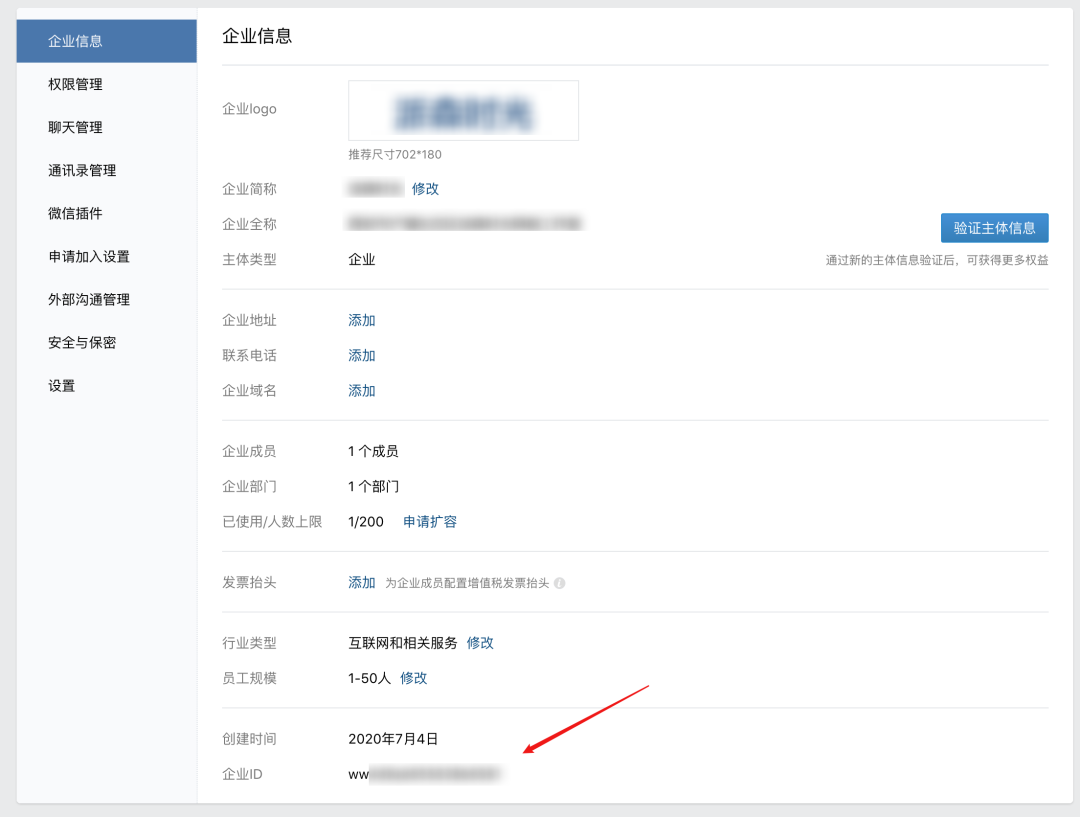 企业信息
权限管理
聊天管理
通讯录管理
微信插件
申请加入设置
外部沟通管理
安全与保密
设置
企业信息
企业logo
推荐尺寸702*180
企业简称 修改
企业全称
验证主体信息
主体类型 企业
通过新的主体信息验证后，可获得更多权益
企业地址 添加
联系电话 添加
企业域名 添加
企业成员 1 个成员
企业部门 1 个部门
已使用/人数上限 1/200 申请扩容
发票抬头 添加 为企业成员配置增值税发票抬头
行业类型 互联网和相关服务 修改
员工规模 1-50人 修改
创建时间 2020年7月4日
企业ID ww